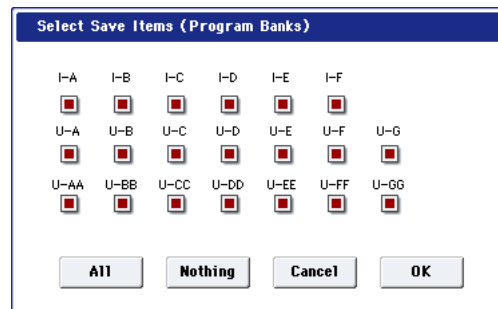 Select Save Items (Program Banks)
I-A I-B I-C I-D I-E I-F
U-A U-B U-C U-D U-E U-F U-G
U-AA U-BB U-CC U-DD U-EE U-FF U-GG
All Nothing Cancel OK